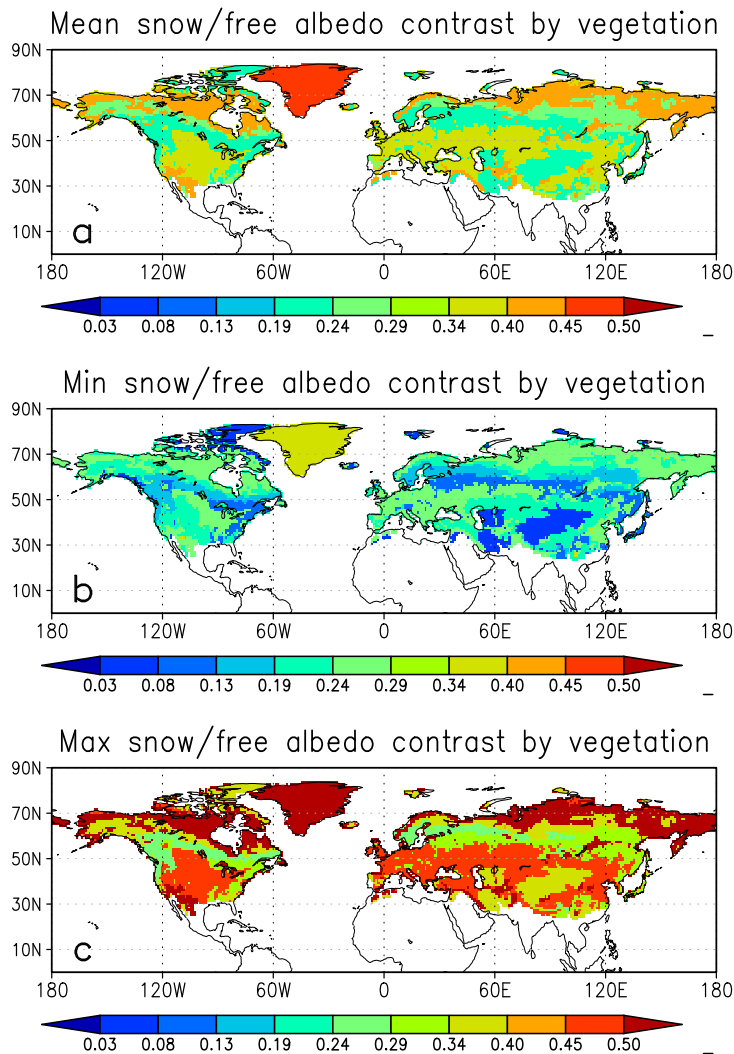 Mean snow/free albedo contrast by vegetation
90N
70N
50N
30N
10N
a
180 120W 60W 0 60E 120E 180
0.03 0.08 0.13 0.19 0.24 0.29 0.34 0.40 0.45 0.50
–
Min snow/free albedo contrast by vegetation
90N
70N
50N
30N
10N
b
180 120W 60W 0 60E 120E 180
0.03 0.08 0.13 0.19 0.24 0.29 0.34 0.40 0.45 0.50
–
Max snow/free albedo contrast by vegetation
90N
70N
50N
30N
10N
c
180 120W 60W 0 60E 120E 180
0.03 0.08 0.13 0.19 0.24 0.29 0.34 0.40 0.45 0.50
–